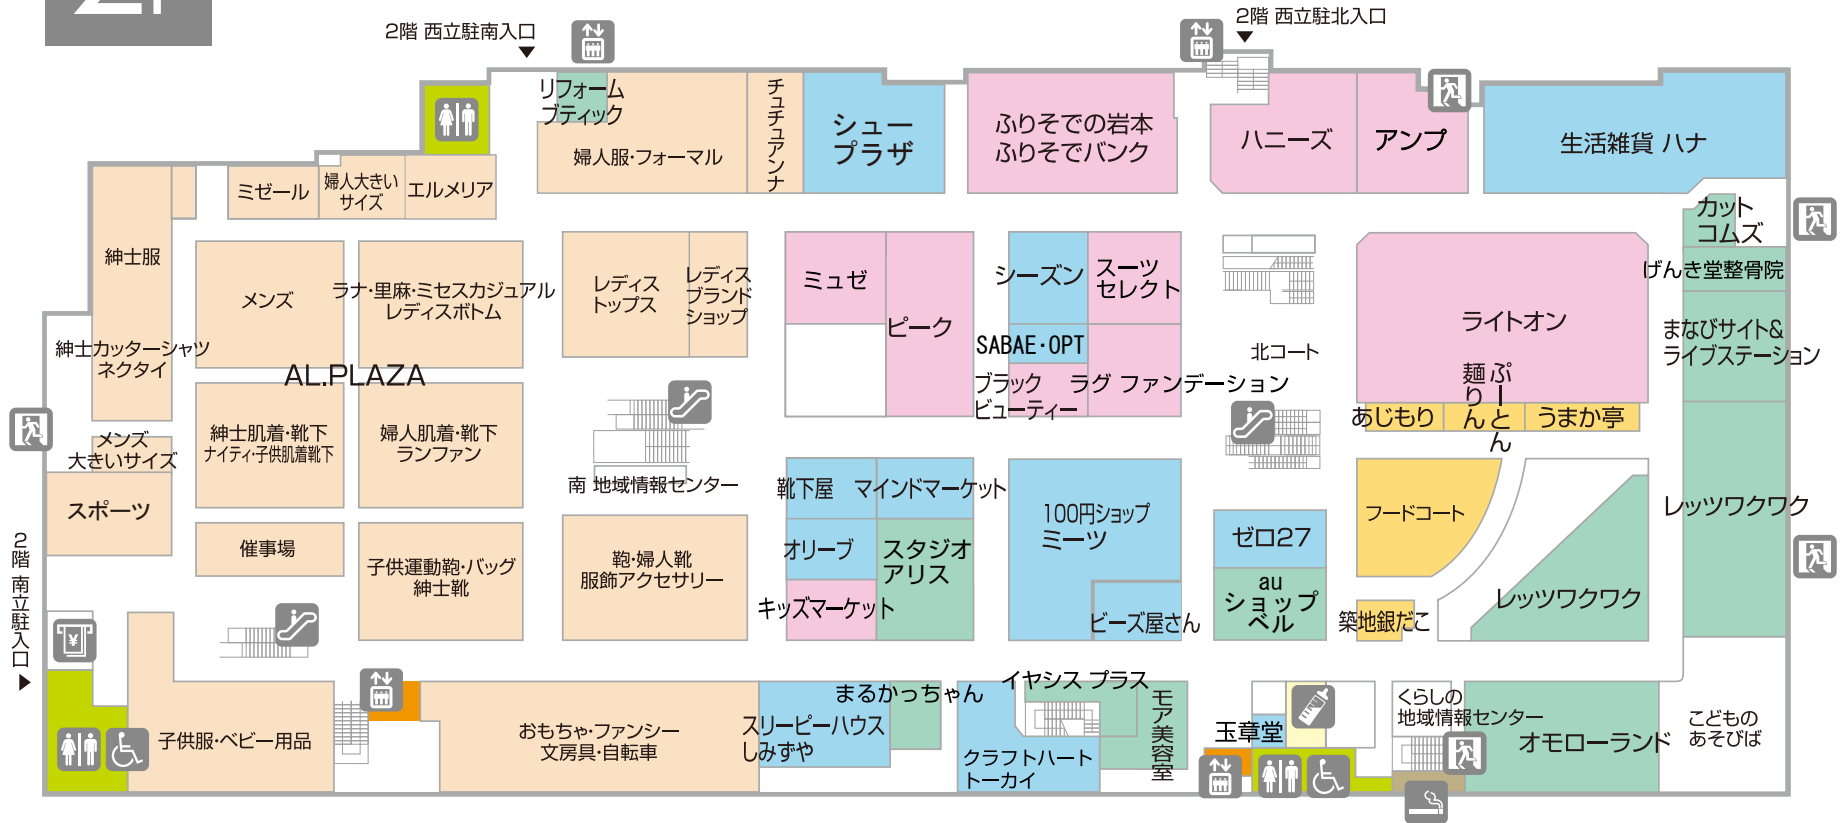 2F
2階 西立駐南入口
2階 西立駐北入口
リフォーム
ブティック
婦人服・フォーマル
チュチュアンナ
シュー
プラザ
ふりそでの岩本
ふりそでバンク
ハニーズ
アンプ
生活雑貨 ハナ
ミゼール
婦人大きい
サイズ
エルメリア
紳士服
メンズ
ラナ・里麻・ミセスカジュアル
レディスボトム
レディス
トップス
レディス
ブランド
ショップ
ミュゼ
ピーク
シーズン
スーツ
セレクト
SABAE・OPT
ブラック
ビューティー
ラグ ファンデーション
北コート
ライトオン
カット
コムズ
げんき堂整骨院
まなびサイト&
ライブステーション
紳士カッターシャツ
ネクタイ
AL.PLAZA
あじもり
麺りん
ぷーとん
うまか亭
メンズ
大きいサイズ
スポーツ
紳士肌着・靴下
ナイティ・子供肌着靴下
婦人肌着・靴下
ランファン
南 地域情報センター
靴下屋
マインドマーケット
オリーブ
スタジオ
アリス
キッズマーケット
100円ショップ
ミーツ
ビーズ屋さん
ゼロ27
au
ショップ
ベル
フードコート
築地銀だこ
レッツワクワク
レッツワクワク
催事場
子供運動靴・バッグ
紳士靴
鞄・婦人靴
服飾アクセサリー
2階 南立駐入口
¥
子供服・ベビー用品
おもちゃ・ファンシー
文房具・自転車
スリーピーハウス
しみずや
まるかっちゃん
イヤシス プラス
クラフトハート
トーカイ
モア美容室
玉章堂
くらしの
地域情報センター
オモローランド
こどもの
あそびば